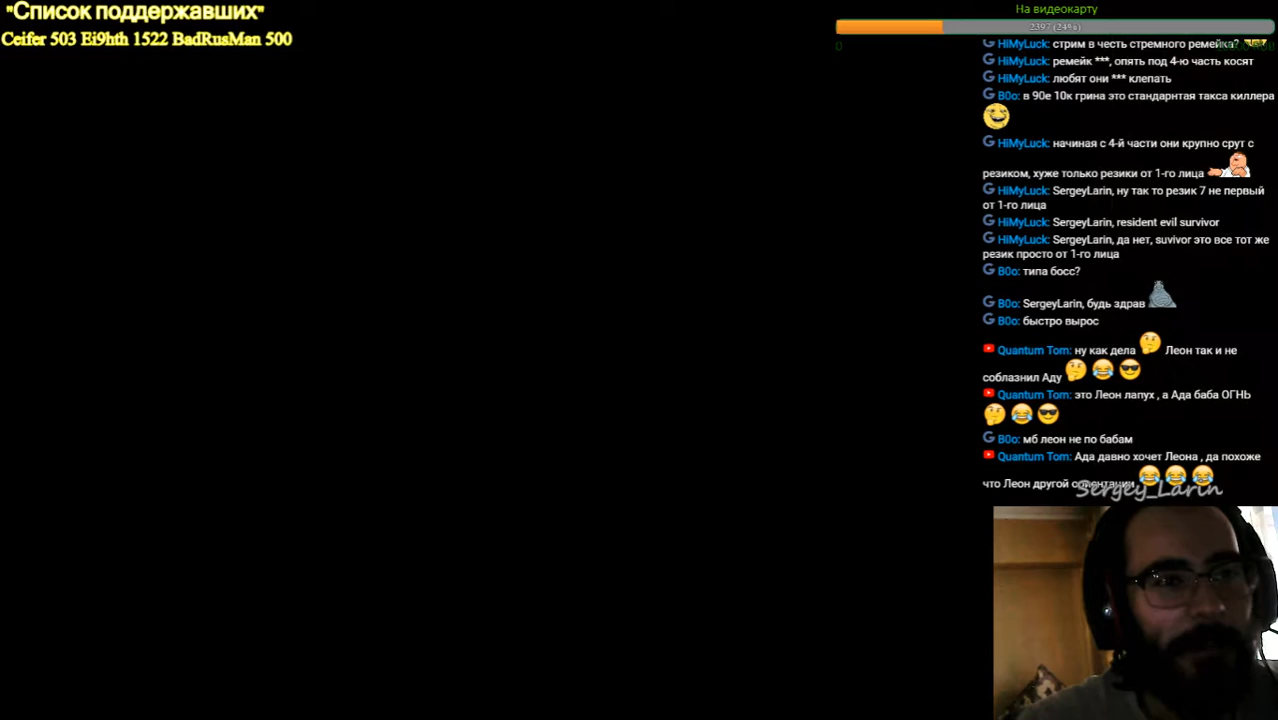 "Список поддержавших"
Ceifer 503 Ei9hth 1522 BadRusMan 500
На видеокарту
2397 (24%)
0
HiMyLuck: стрим в честь стремного ремейка?
HiMyLuck: ремейк ***, опять под 4-ю часть косят
HiMyLuck: любят они *** клепать
B0o: в 90е 10к грина это стандарнтая такса киллера
HiMyLuck: начиная с 4-й части они крупно срут с
резиком, хуже только резики от 1-го лица
HiMyLuck: SergeyLarin, ну так то резик 7 не первый
от 1-го лица
HiMyLuck: SergeyLarin, resident evil survivor
HiMyLuck: SergeyLarin, да нет, suvivor это все тот же
резик просто от 1-го лица
B0o: типа босс?
B0o: SergeyLarin, будь здрав
B0o: быстро вырос
Quantum Tom: ну как дела 🤔 Леон так и не
соблазнил Аду 🤔 😂 😎
Quantum Tom: это Леон лапух , а Ада баба ОГНЬ
🤔 😂 😎
B0o: мб леон не по бабам
Quantum Tom: Ада давно хочет Леона , да похоже
что Леон другой ориентации 😂 😂 😂
Sergey_Larin